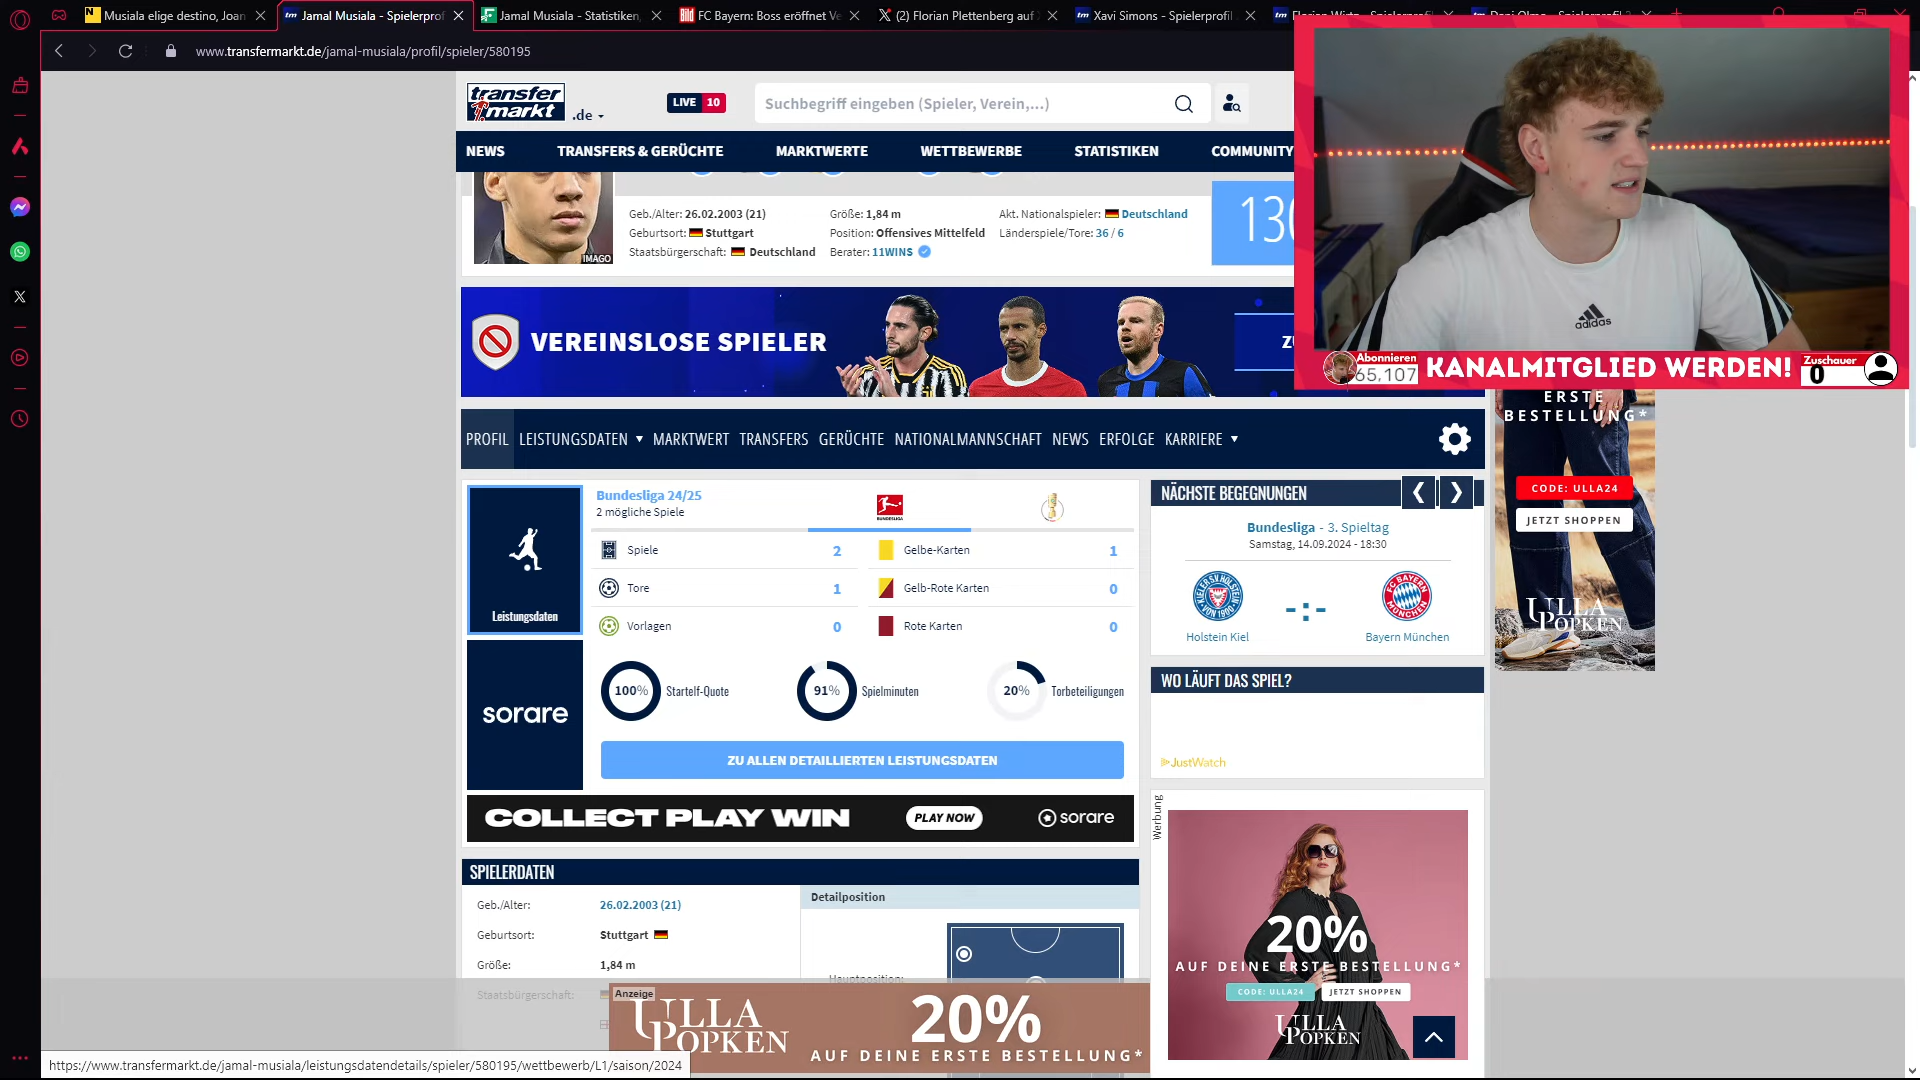 Musiala elige destino, Joan
Jamal Musiala - Spielerprof
Jamal Musiala - Statistiken,
FC Bayern: Boss eröffnet Ve
(2) Florian Plettenberg auf X
Xavi Simons - Spielerprofil
www.transfermarkt.de/jamal-musiala/profil/spieler/580195
transfer
markt
.de
LIVE 10
Suchbegriff eingeben (Spieler, Verein,...)
NEWS TRANSFERS & GERÜCHTE MARKTWERTE WETTBEWERBE STATISTIKEN COMMUNITY
IMAGO
Geb./Alter: 26.02.2003 (21)
Geburtsort: Stuttgart
Staatsbürgerschaft: Deutschland
Größe: 1,84 m
Position: Offensives Mittelfeld
Berater: 11WINS
Akt. Nationalspieler: Deutschland
Länderspiele/Tore: 36 / 6
130
adidas
Abonnieren
65,107
KANALMITGLIED WERDEN!
Zuschauer
0
VEREINSLOSE SPIELER
PROFIL LEISTUNGSDATEN MARKTWERT TRANSFERS GERÜCHTE NATIONALMANNSCHAFT NEWS ERFOLGE KARRIERE
Leistungsdaten
sorare
Bundesliga 24/25
2 mögliche Spiele
BUNDESLIGA
Spiele 2
Gelbe-Karten 1
Tore 1
Gelb-Rote Karten 0
Vorlagen 0
Rote Karten 0
100% Startelf-Quote
91% Spielminuten
20% Torbeteiligungen
ZU ALLEN DETAILLIERTEN LEISTUNGSDATEN
COLLECT PLAY WIN PLAY NOW sorare
SPIELERDATEN
Geb./Alter: 26.02.2003 (21)
Geburtsort: Stuttgart
Größe: 1,84 m
Staatsbürgerschaft:
Detailposition
Hauptposition:
NÄCHSTE BEGEGNUNGEN
Bundesliga - 3. Spieltag
Samstag, 14.09.2024 - 18:30
-:-
Holstein Kiel
Bayern München
WO LÄUFT DAS SPIEL?
JustWatch
Werbung
20%
AUF DEINE ERSTE BESTELLUNG*
CODE: ULLA24 JETZT SHOPPEN
ULLA
POPKEN
ERSTE
BESTELLUNG*
CODE: ULLA24
JETZT SHOPPEN
ULLA
POPKEN
Anzeige
ULLA
POPKEN
20%
AUF DEINE ERSTE BESTELLUNG*
https://www.transfermarkt.de/jamal-musiala/leistungsdatendetails/spieler/580195/wettbewerb/L1/saison/2024